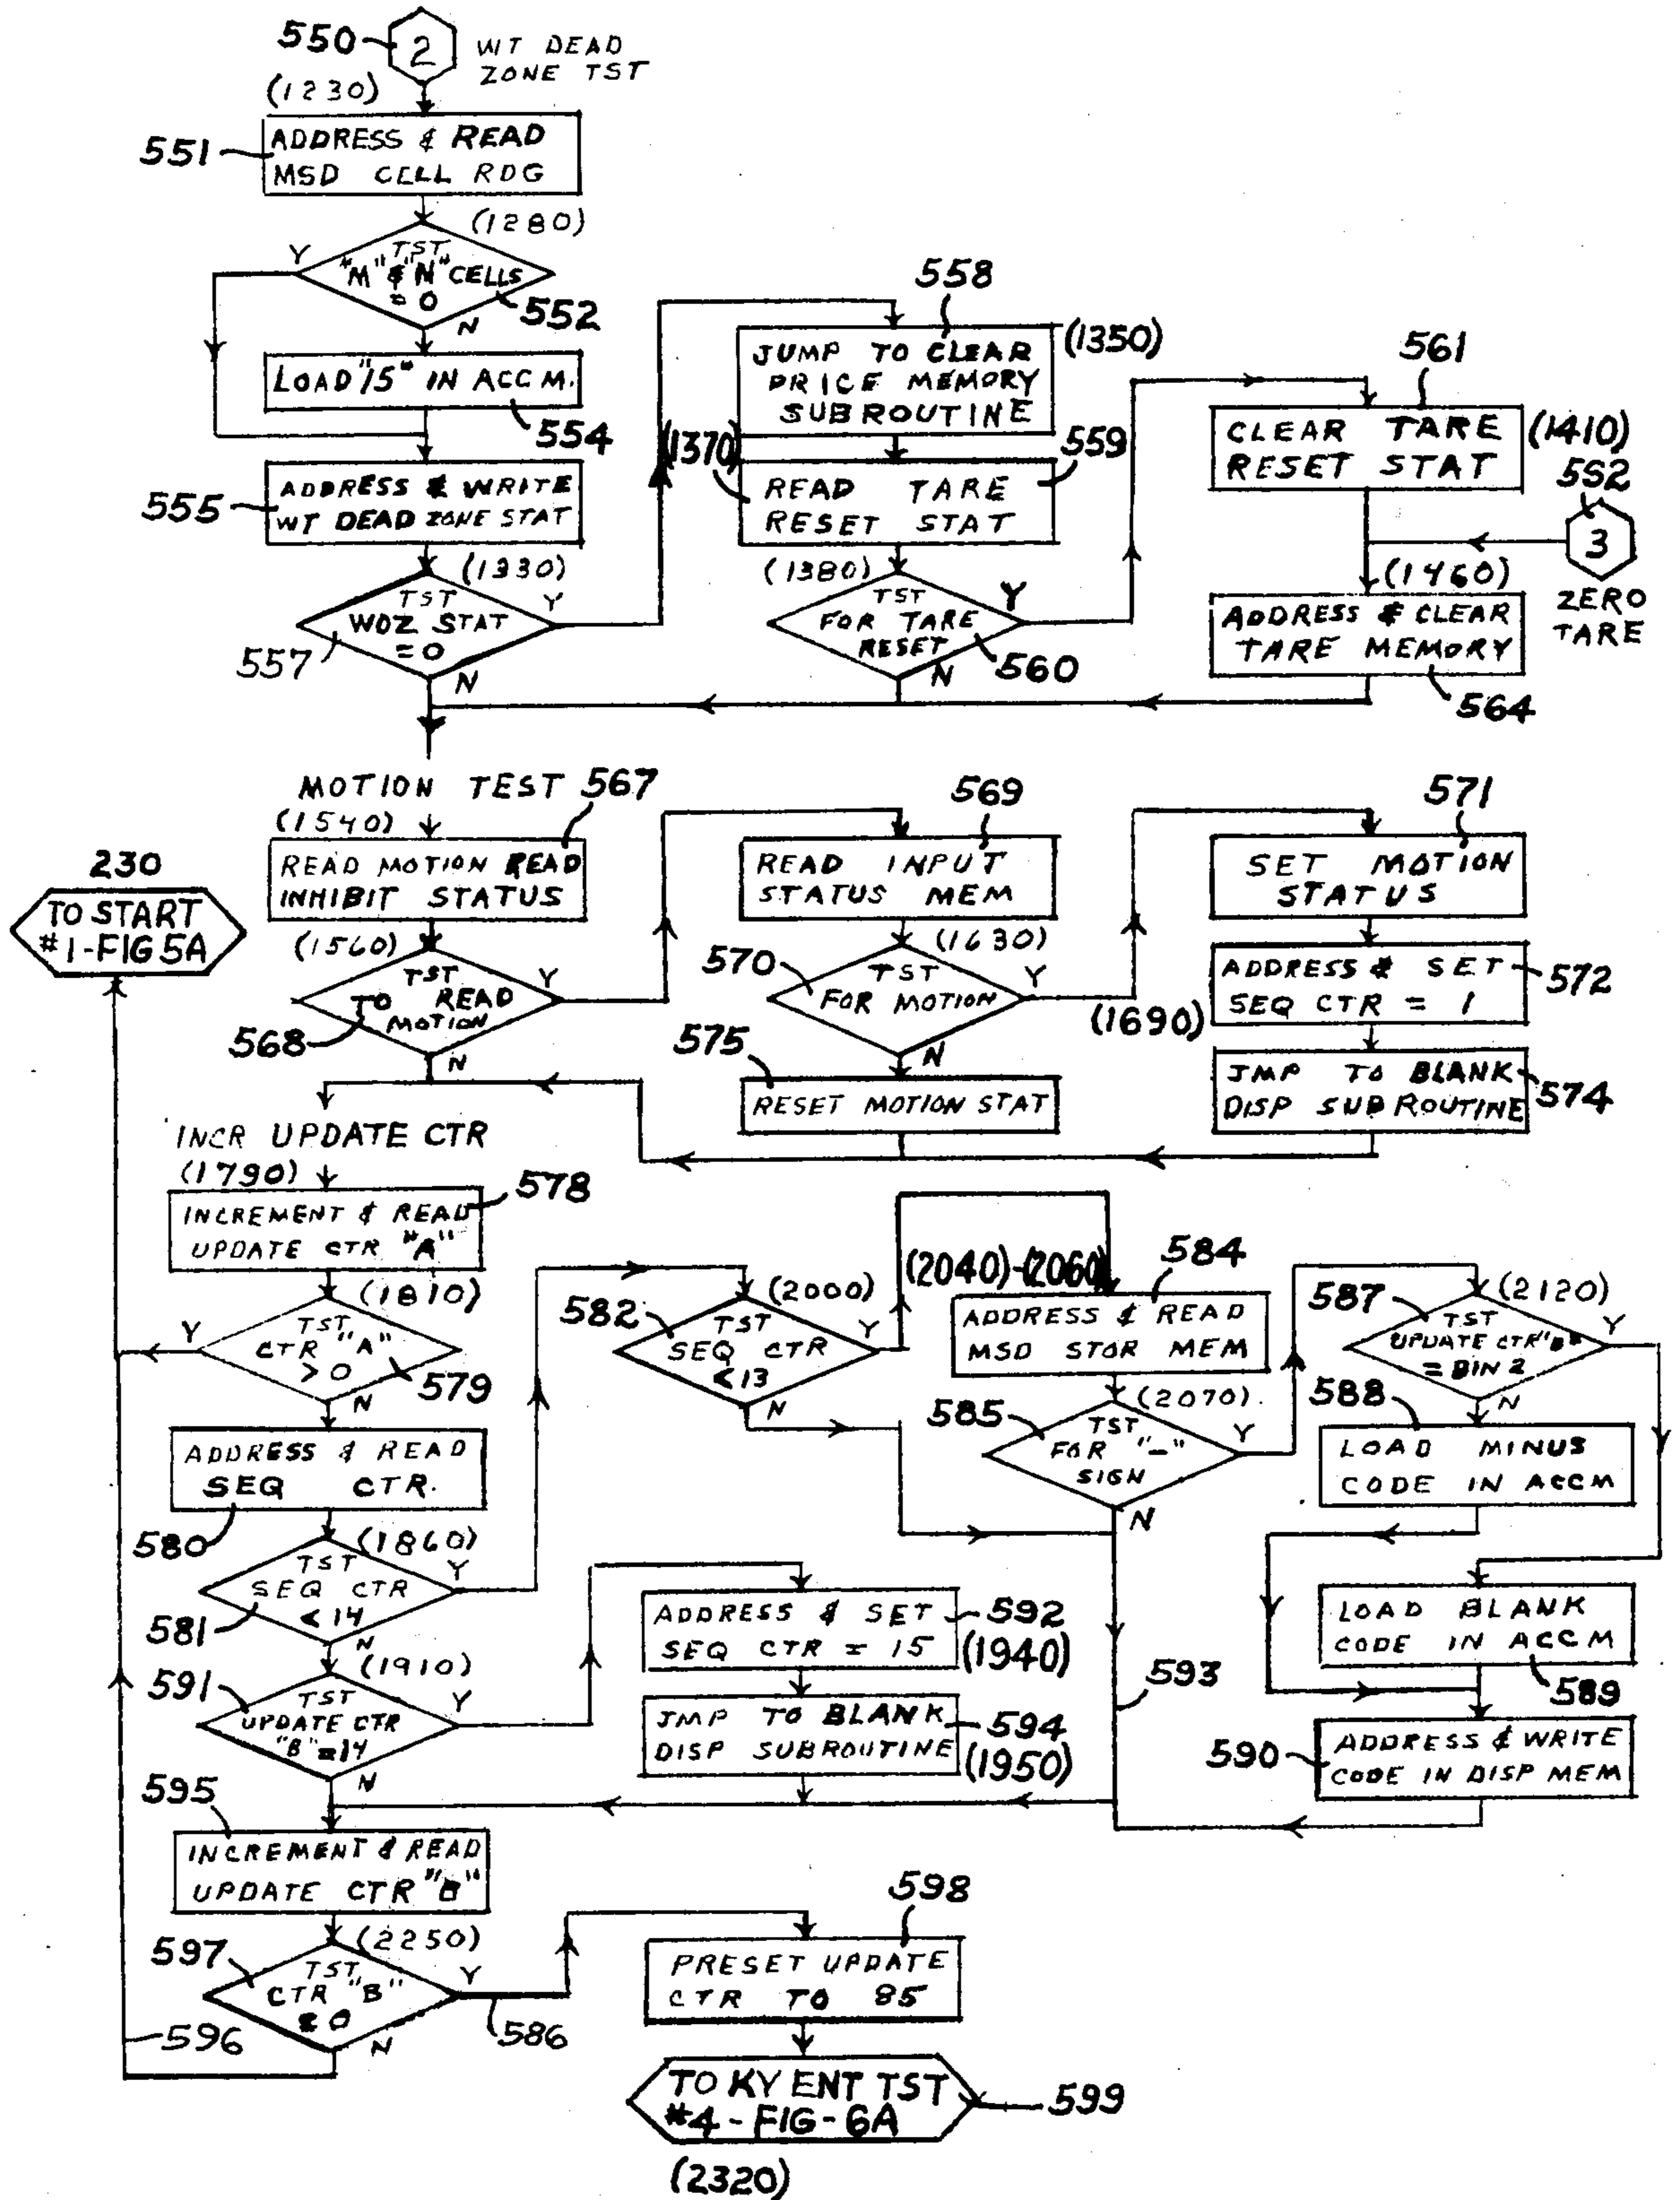 550
2
WT DEAD
ZONE TST
(1230)
551
ADDRESS & READ
MSD CELL RDG
(1280)
Y
TST
"M" & "N" CELLS
= 0
552
N
LOAD "15" IN ACCM.
554
555
ADDRESS & WRITE
WT DEAD ZONE STAT
(1330)
TST
WDZ STAT
= 0
Y
557
N
558
JUMP TO CLEAR
PRICE MEMORY
SUBROUTINE
(1350)
(1370)
559
READ TARE
RESET STAT
(1380)
TST
FOR TARE
RESET
Y
560
N
561
CLEAR TARE
RESET STAT
(1410)
552
3
ZERO
TARE
(1460)
ADDRESS & CLEAR
TARE MEMORY
564
MOTION TEST
567
(1540)
READ MOTION READ
INHIBIT STATUS
230
TO START
#1-FIG 5A
(1560)
TST
TO READ
MOTION
Y
568
N
569
READ INPUT
STATUS MEM
(1630)
570
TST
FOR MOTION
Y
N
575
RESET MOTION STAT
571
SET MOTION
STATUS
ADDRESS & SET
SEQ CTR = 1
572
(1690)
JMP TO BLANK
DISP SUBROUTINE
574
INCR UPDATE CTR
(1790)
578
INCREMENT & READ
UPDATE CTR "A"
(1810)
Y
TST
CTR "A"
> 0
579
N
ADDRESS & READ
SEQ CTR.
580
(1860)
TST
SEQ CTR
< 14
Y
581
N
582
(2000)
TST
SEQ CTR
< 13
Y
N
(2040)-(2060)
584
ADDRESS & READ
MSD STOR MEM
(2070)
585
TST
FOR "-"
SIGN
Y
N
587
(2120)
TST
UPDATE CTR "B"
= BIN 2
Y
588
N
LOAD MINUS
CODE IN ACCM
LOAD BLANK
CODE IN ACCM
589
590
ADDRESS & WRITE
CODE IN DISP MEM
(1910)
591
TST
UPDATE CTR
"B" = 14
Y
N
ADDRESS & SET
SEQ CTR = 15
592
(1940)
JMP TO BLANK
DISP SUBROUTINE
594
(1950)
593
595
INCREMENT & READ
UPDATE CTR "B"
(2250)
597
TST
CTR "B"
= 0
Y
586
596
N
598
PRESET UPDATE
CTR TO 85
TO KY ENT TST
#4-FIG-6A
599
(2320)